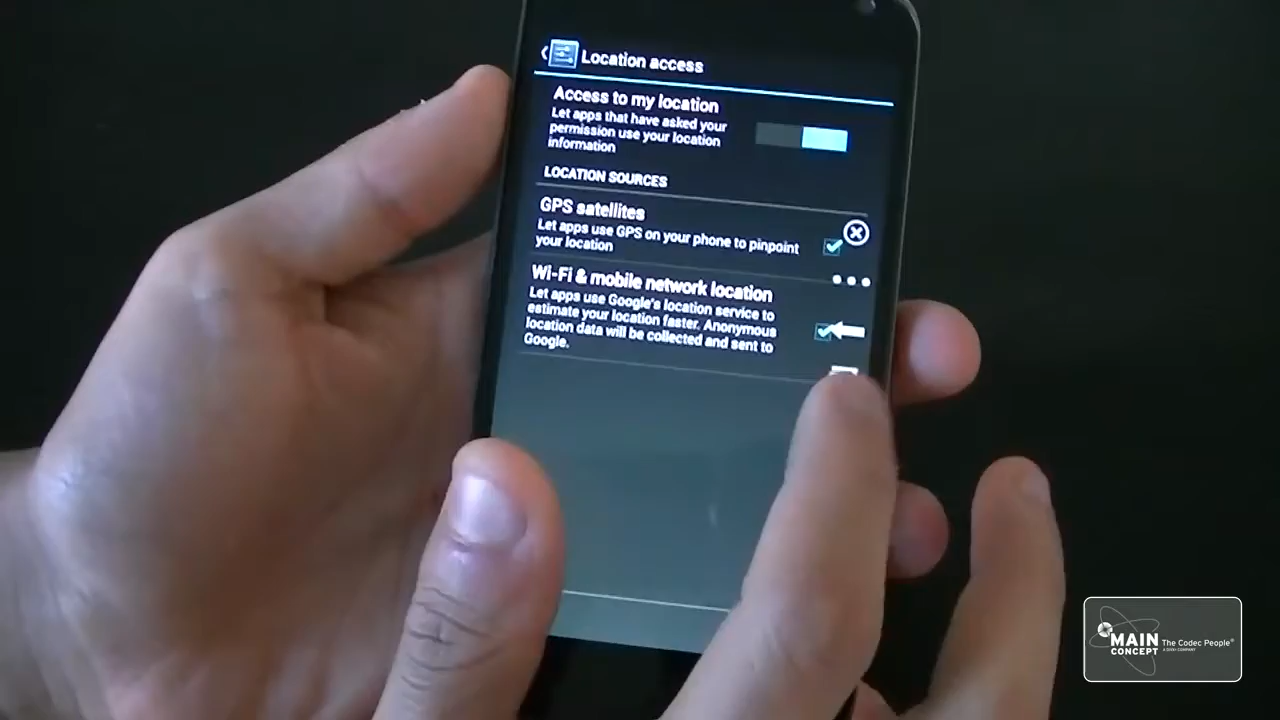 Location access
Access to my location
Let apps that have asked your
permission use your location
information
LOCATION SOURCES
GPS satellites
Let apps use GPS on your phone to pinpoint
your location
Wi-Fi & mobile network location
Let apps use Google's location service to
estimate your location faster. Anonymous
location data will be collected and sent to
Google.
MAIN
CONCEPT
The Codec People®
A DIVX COMPANY